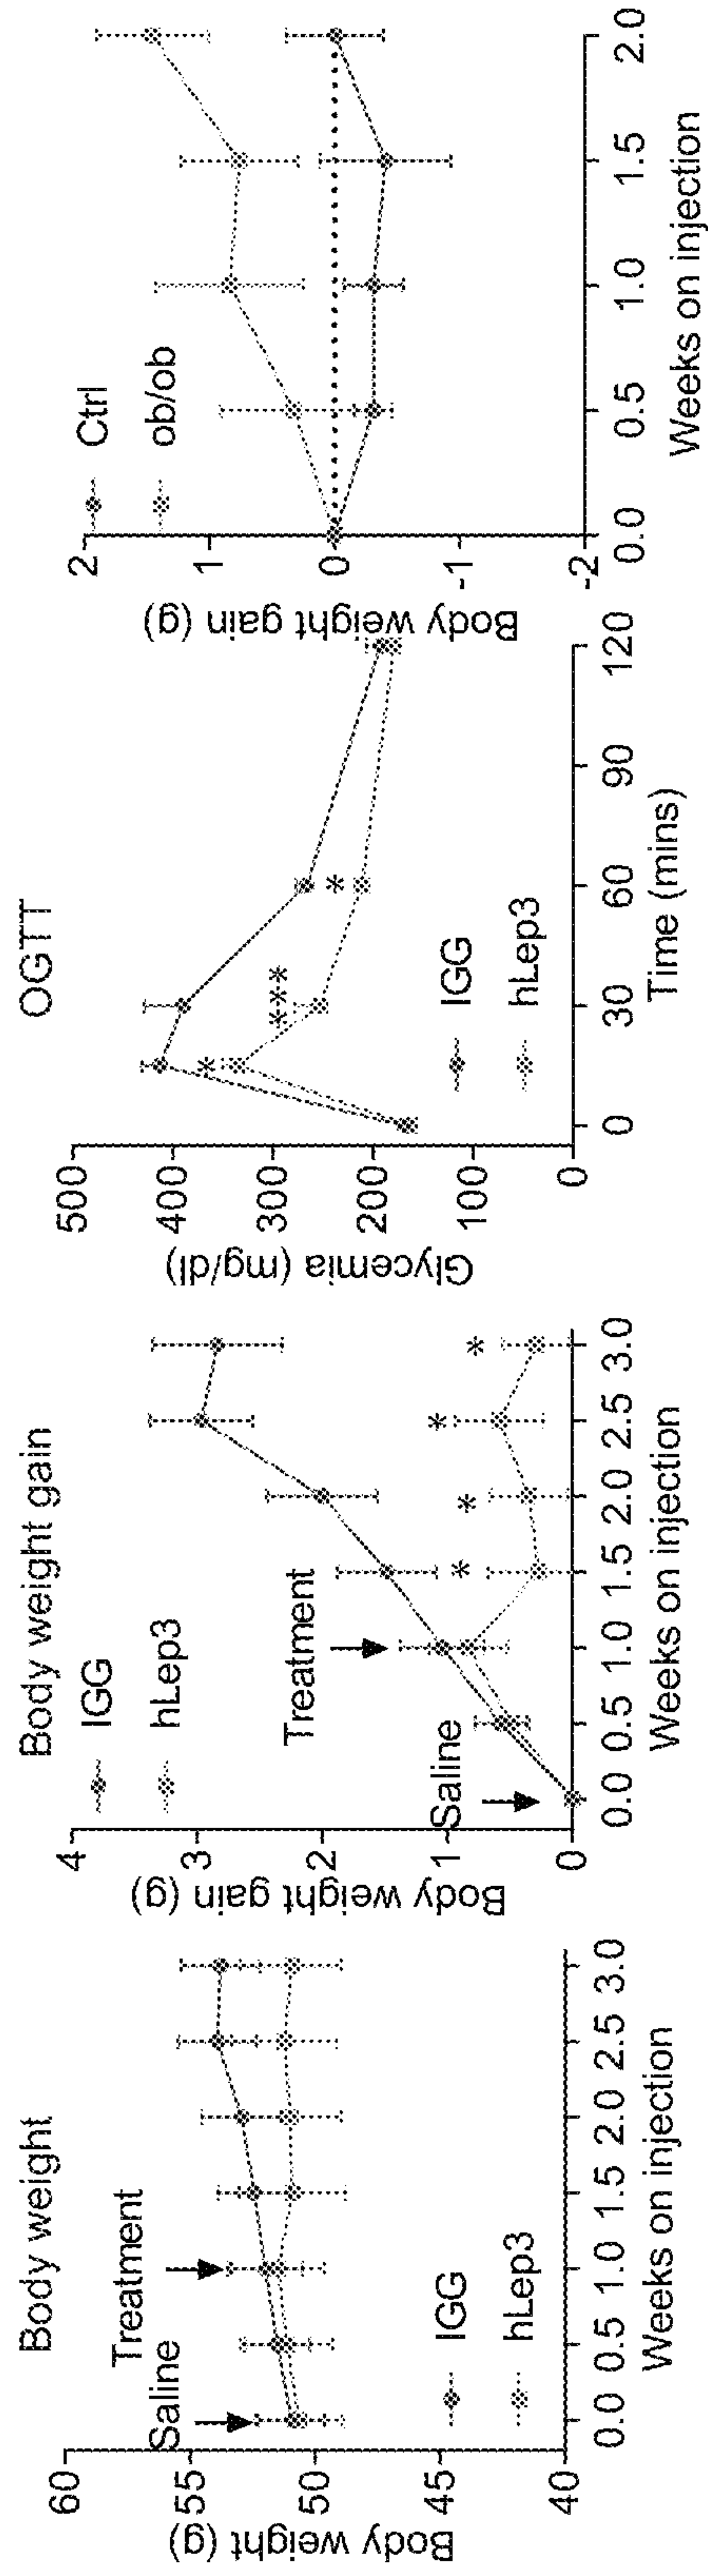 Body weight
Body weight (g)
60
55
50
45
40
Saline
Treatment
IGG
hLep3
0.0 0.5 1.0 1.5 2.0 2.5 3.0
Weeks on injection
Body weight gain
Body weight gain (g)
4
3
2
1
0
IGG
hLep3
Saline
Treatment
* * * *
0.0 0.5 1.0 1.5 2.0 2.5 3.0
Weeks on injection
OGTT
Glycemia (mg/dl)
500
400
300
200
100
0
*
***
*
IGG
hLep3
0 30 60 90 120
Time (mins)
Body weight gain (g)
2
1
0
-1
-2
Ctrl
ob/ob
0.0 0.5 1.0 1.5 2.0
Weeks on injection